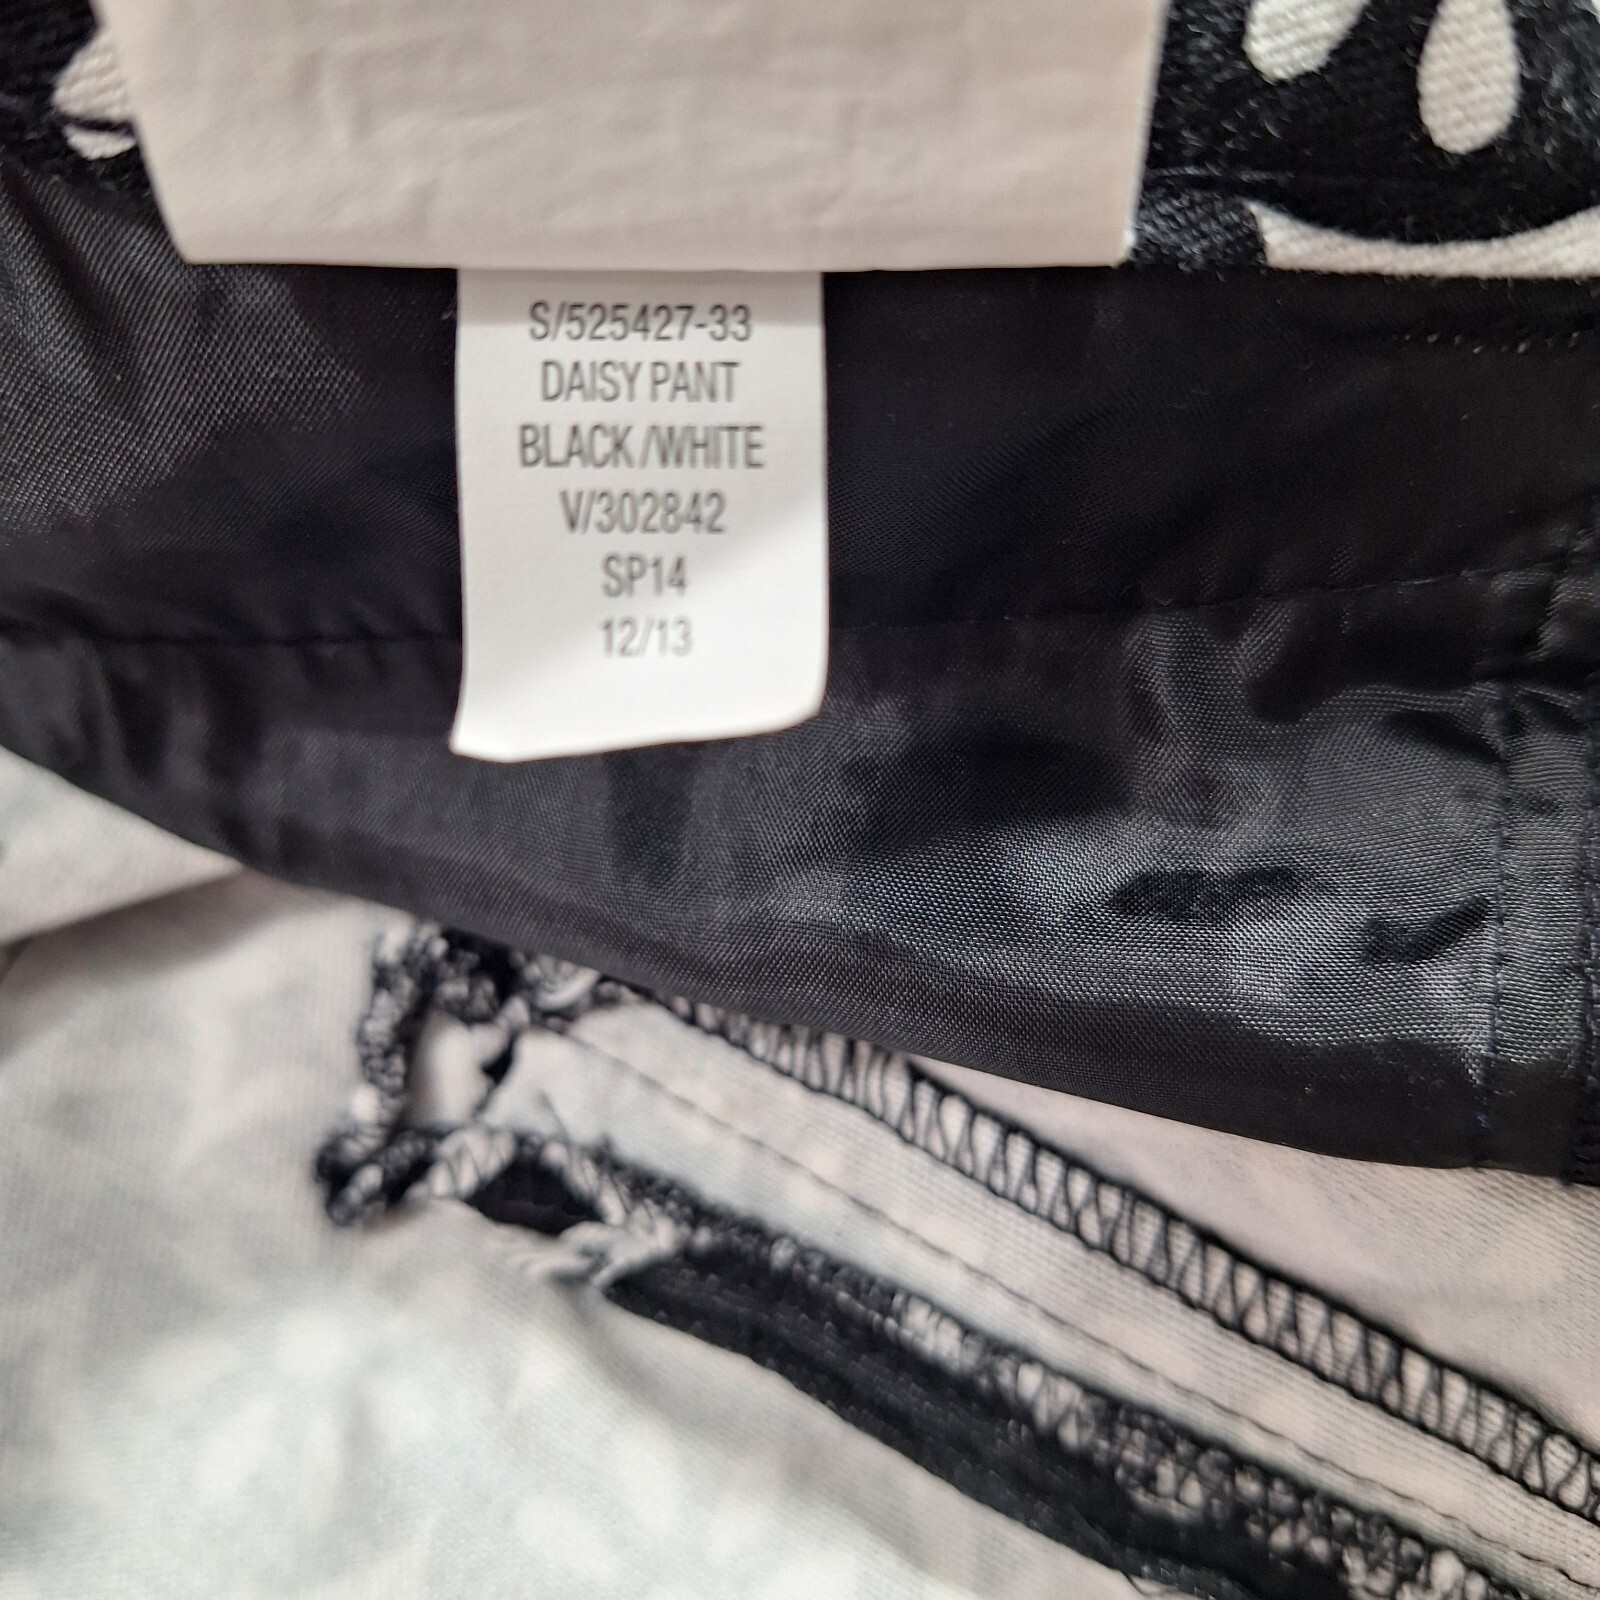 S/525427-33
DAISY PANT
BLACK/WHITE
V/302842
SP14
12/13